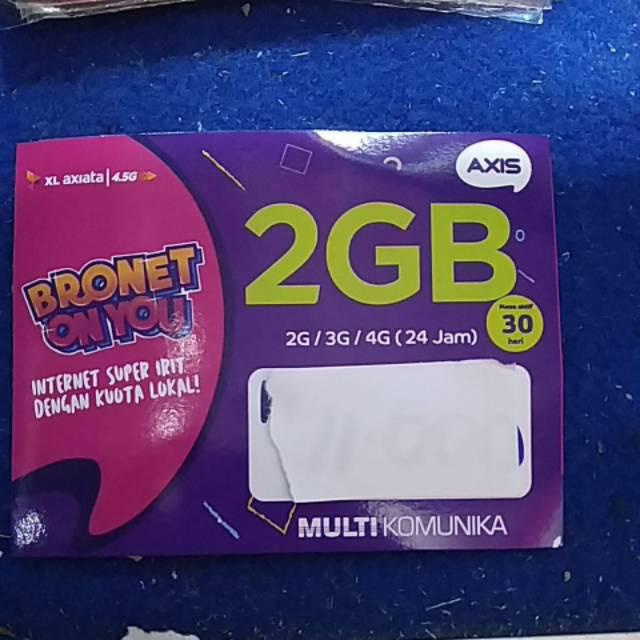 XL axiata | 4.5G
AXIS
2GB
BRONET
ON YOU
Masa aktif
30
hari
2G / 3G / 4G ( 24 Jam)
INTERNET SUPER IRIT
DENGAN KUOTA LOKAL!
MULTI KOMUNIKA